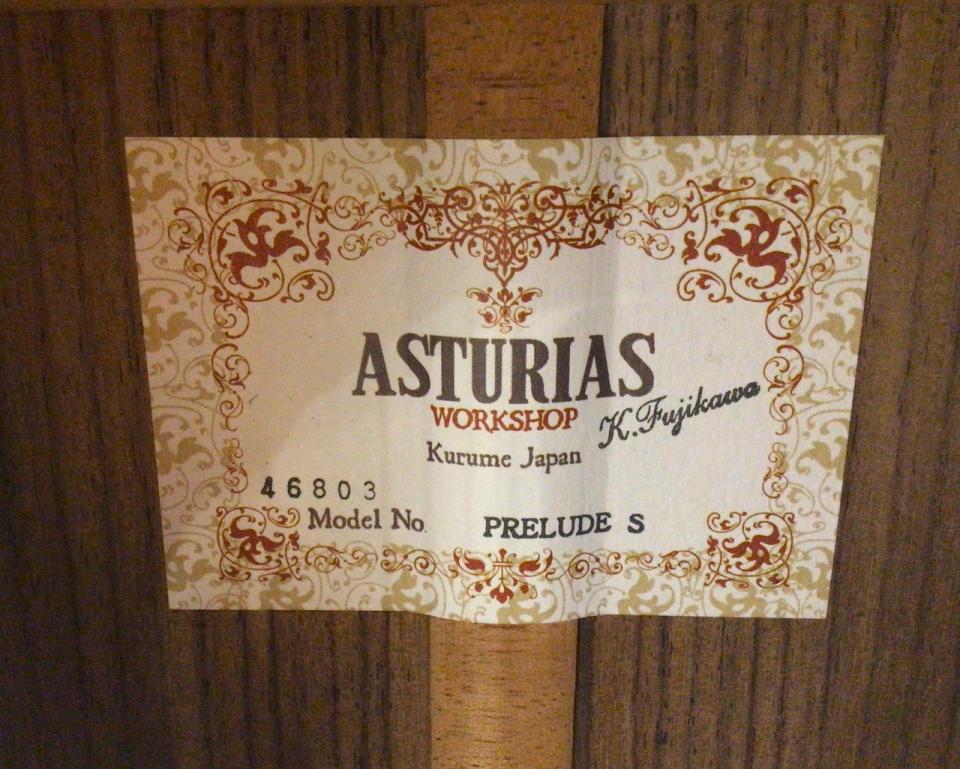 ASTURIAS
WORKSHOP
K. Fujikawa
Kurume Japan
46803
Model No. PRELUDE S